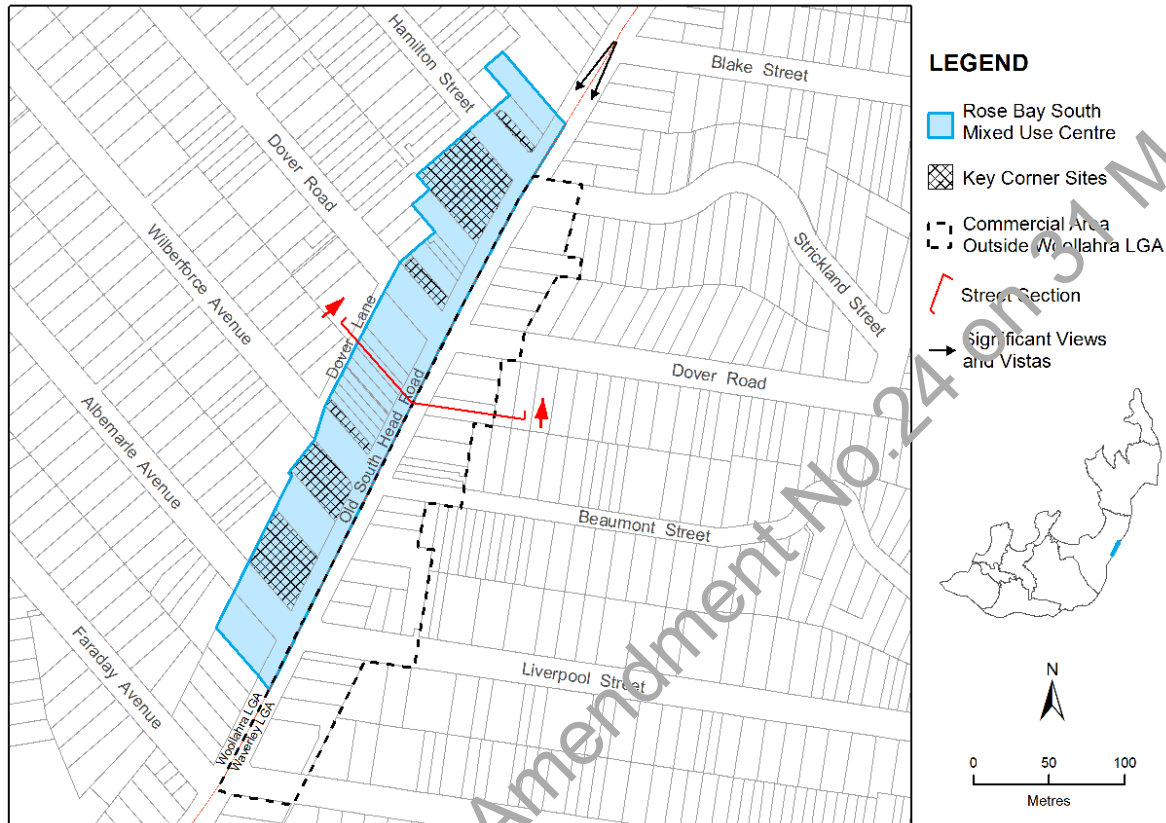 Hamilton Street
Blake Street
Dover Road
Wilberforce Avenue
Strickland Street
Dover Lane
Dover Road
Albemarle Avenue
Old South Head Road
Beaumont Street
Faraday Avenue
Liverpool Street
Woollahra LGA
Waverley LGA
LEGEND
Rose Bay South
Mixed Use Centre
Key Corner Sites
Commercial Area
Outside Woollahra LGA
Street Section
Significant Views
and Vistas
N
0 50 100
Metres
Amendment No.24 on 31 M